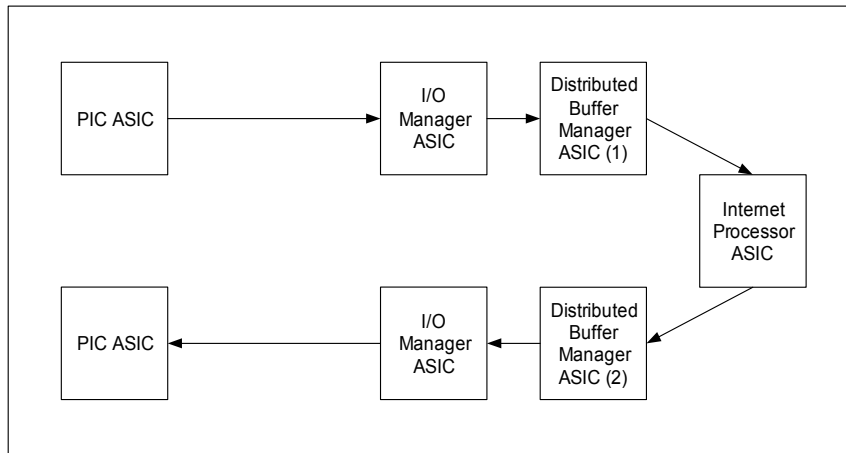 PIC ASIC
I/O
Manager
ASIC
Distributed
Buffer
Manager
ASIC (1)
Internet
Processor
ASIC
PIC ASIC
I/O
Manager
ASIC
Distributed
Buffer
Manager
ASIC (2)